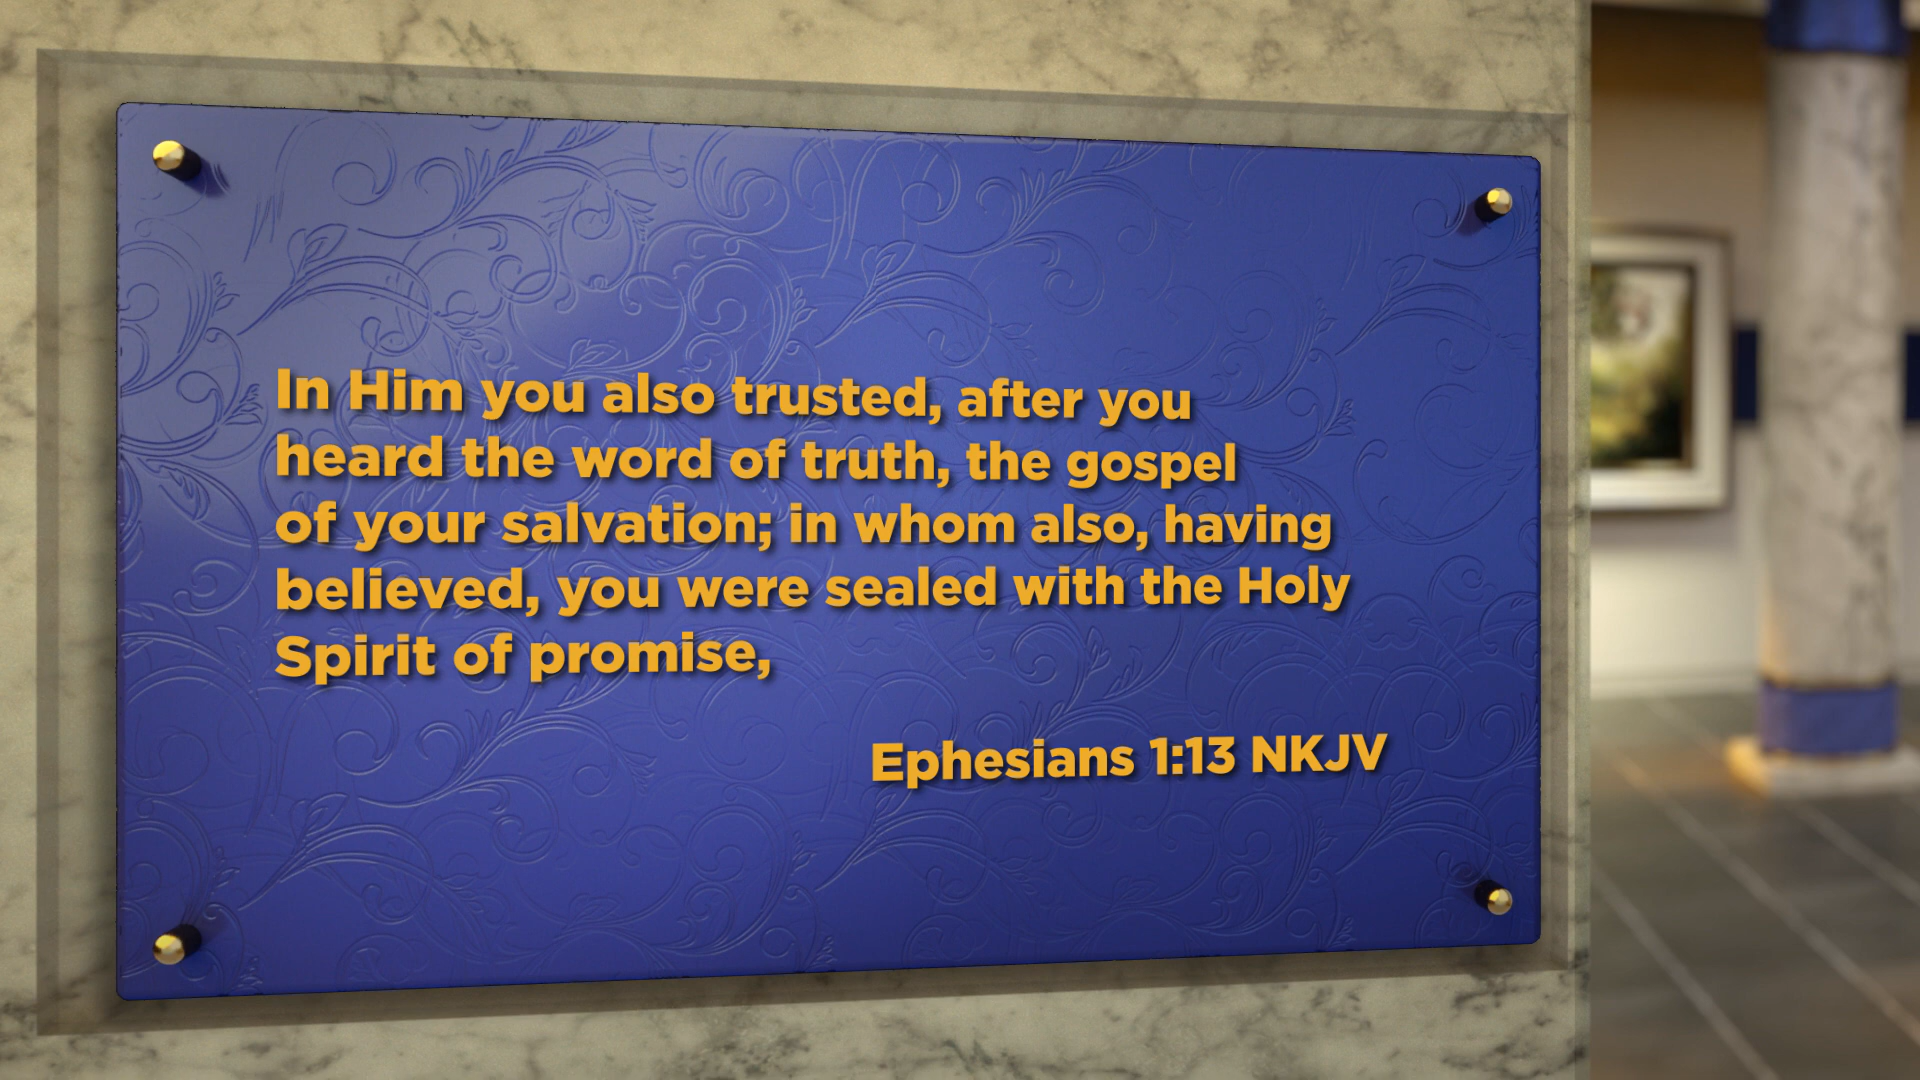 In Him you also trusted, after you
heard the word of truth, the gospel
of your salvation; in whom also, having
believed, you were sealed with the Holy
Spirit of promise,
Ephesians 1:13 NKJV